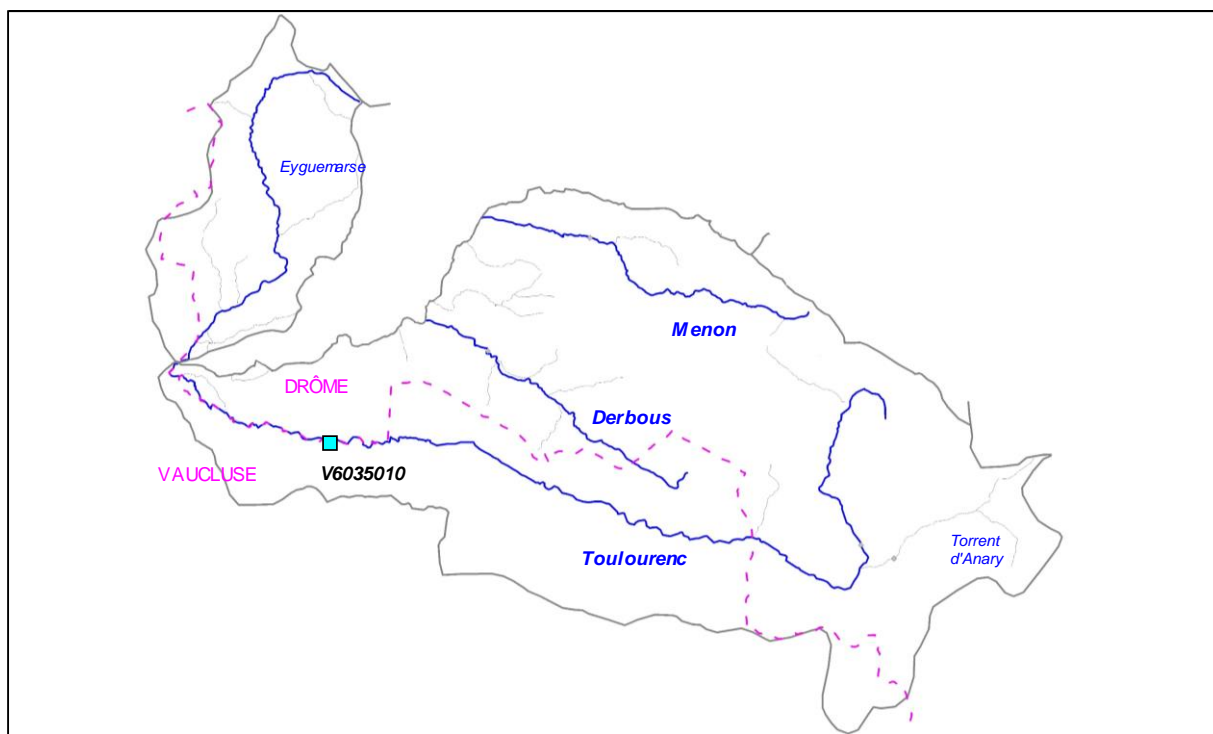 Eyguemarse
Menon
DRÔME
Derbous
VAUCLUSE
V6035010
Toulourenc
Torrent
d'Anary